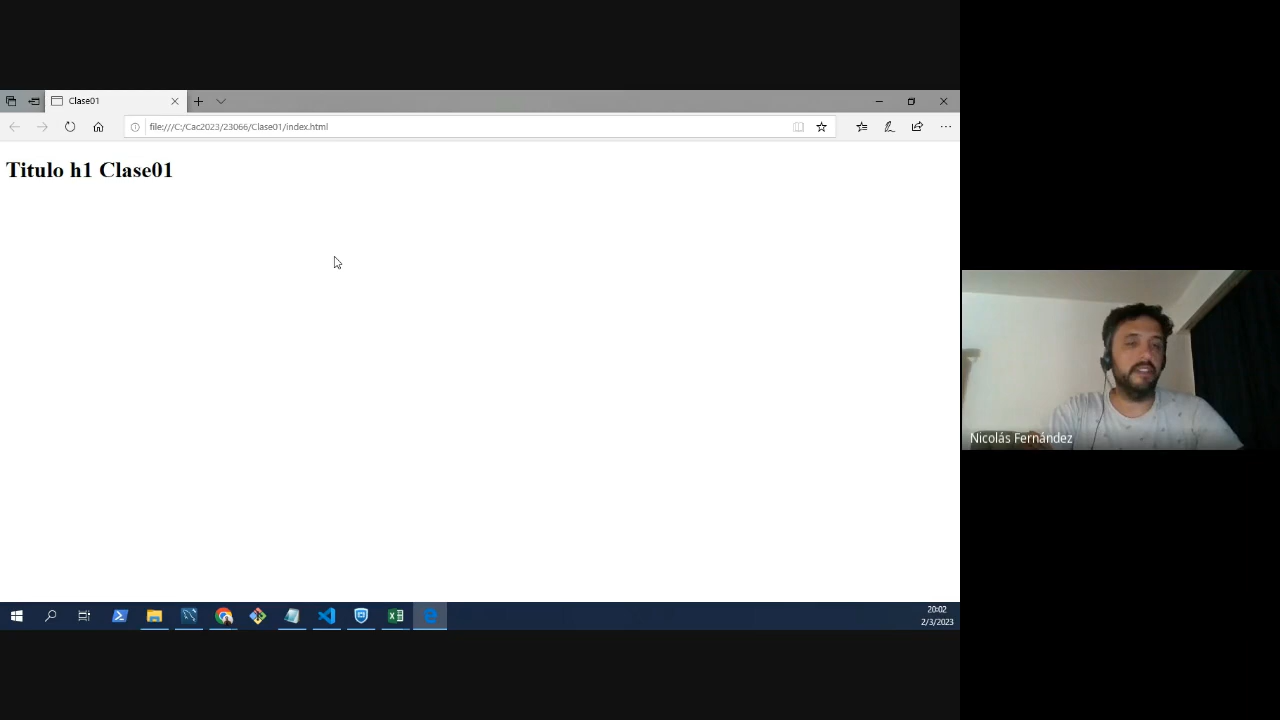 Clase01
file:///C:/Cac2023/23066/Clase01/index.html
Titulo h1 Clase01
Nicolás Fernández
20:02
2/3/2023